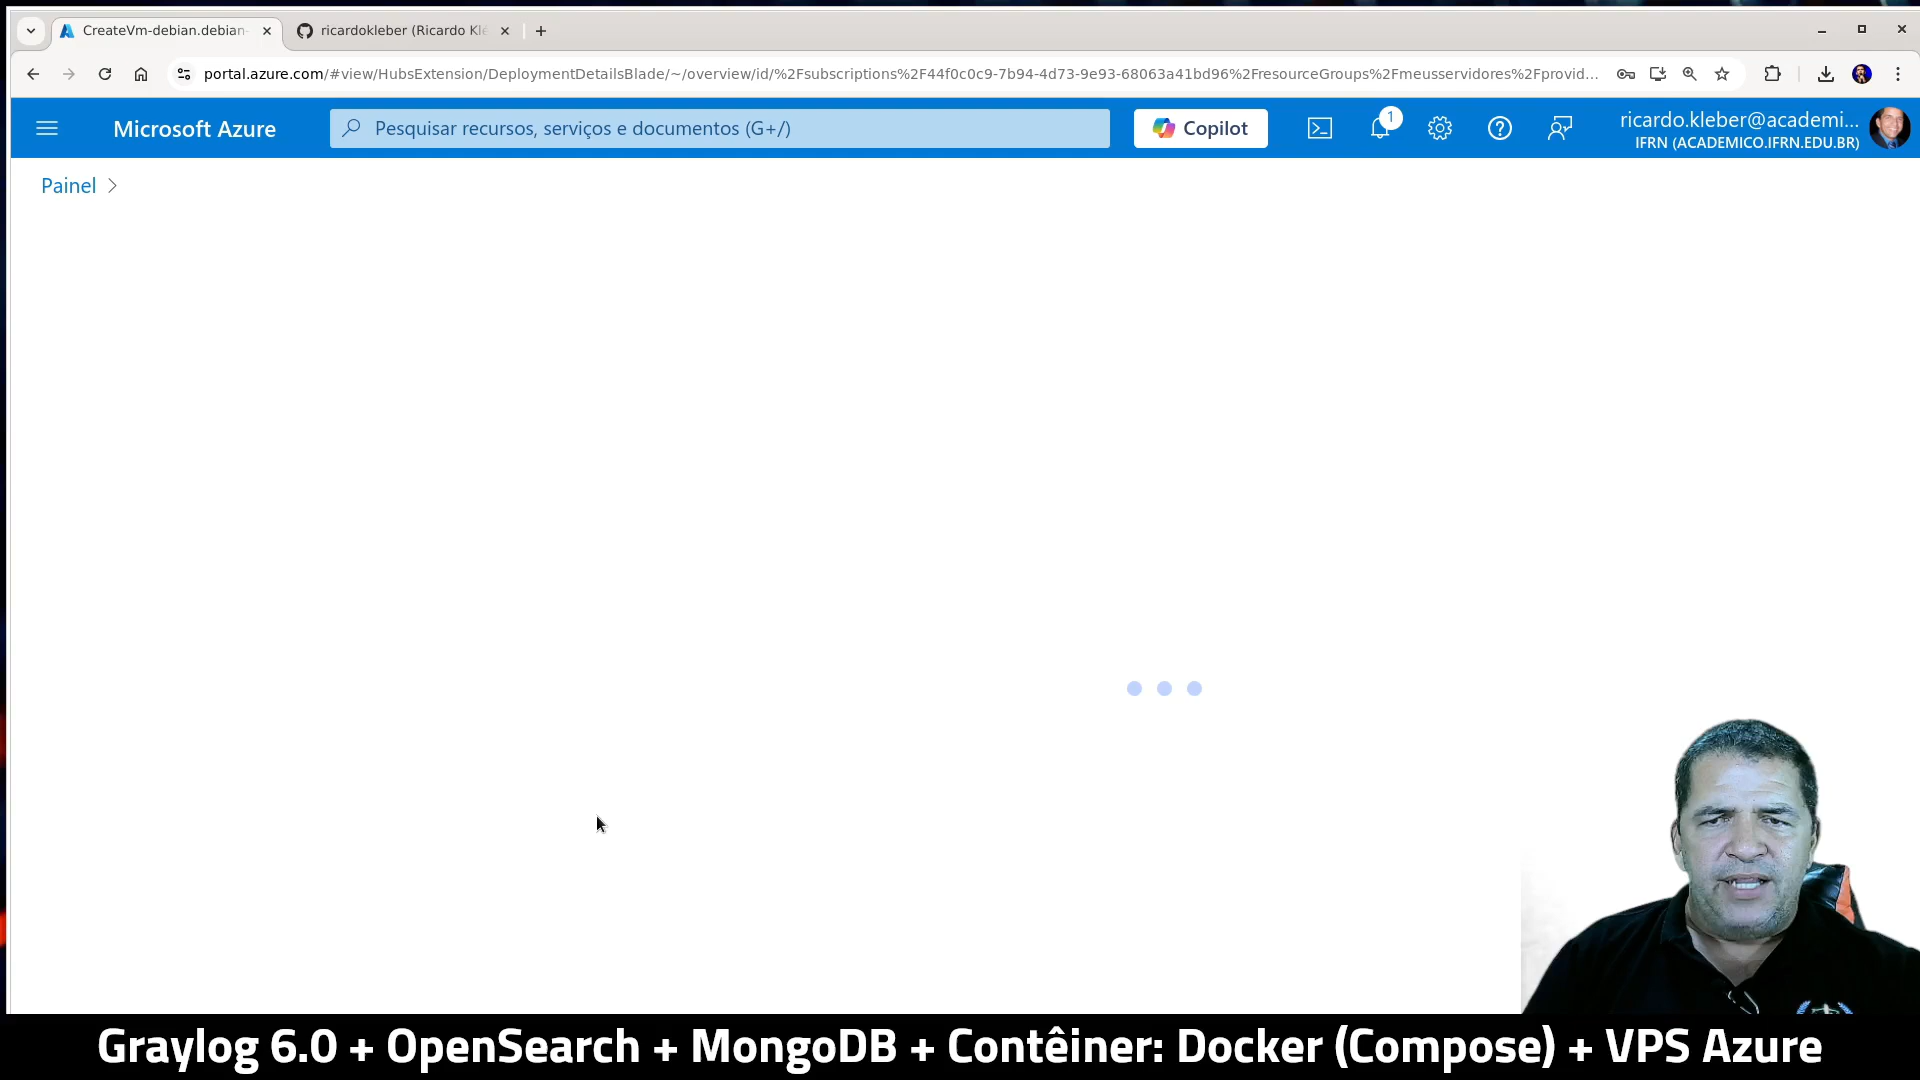 CreateVm-debian.debian-
ricardokleber (Ricardo Kle
portal.azure.com/#view/HubsExtension/DeploymentDetailsBlade/~/overview/id/%2Fsubscriptions%2F44f0c0c9-7b94-4d73-9e93-68063a41bd96%2FresourceGroups%2Fmeusservidores%2Fprovid...
Microsoft Azure
Pesquisar recursos, serviços e documentos (G+/)
Copilot
1
ricardo.kleber@academi...
IFRN (ACADEMICO.IFRN.EDU.BR)
Painel
Graylog 6.0 + OpenSearch + MongoDB + Contêiner: Docker (Compose) + VPS Azure